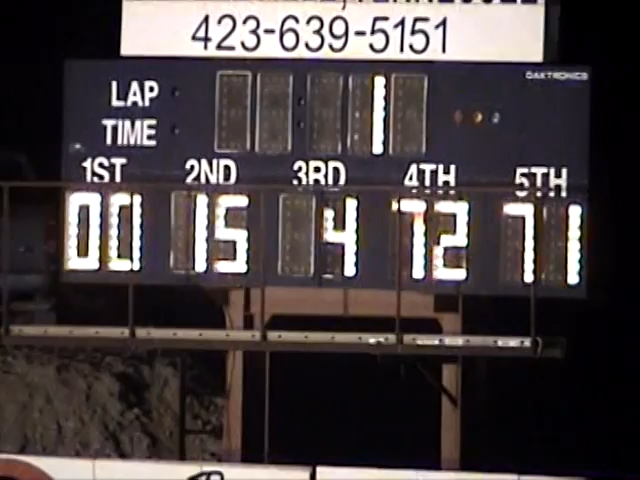 423-639-5151
DAKTRONICS
LAP 1
TIME
1ST 2ND 3RD 4TH 5TH
00 15 4 72 71